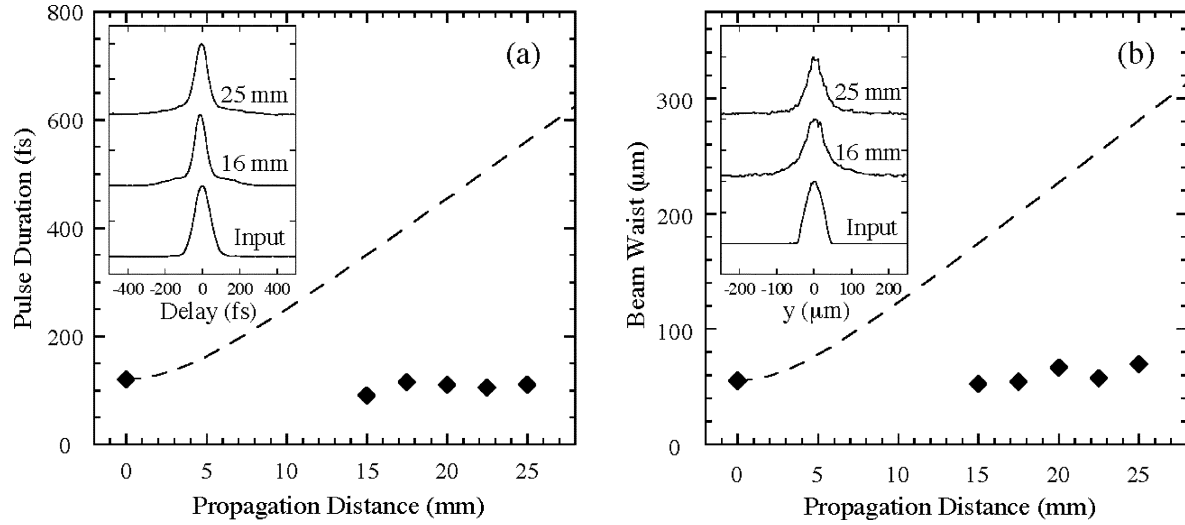 (a)
Pulse Duration (fs)
800
600
400
200
0
25 mm
16 mm
Input
-400 -200 0 200 400
Delay (fs)
0 5 10 15 20 25
Propagation Distance (mm)
(b)
Beam Waist (μm)
300
200
100
0
25 mm
16 mm
Input
-200 -100 0 100 200
y (μm)
0 5 10 15 20 25
Propagation Distance (mm)